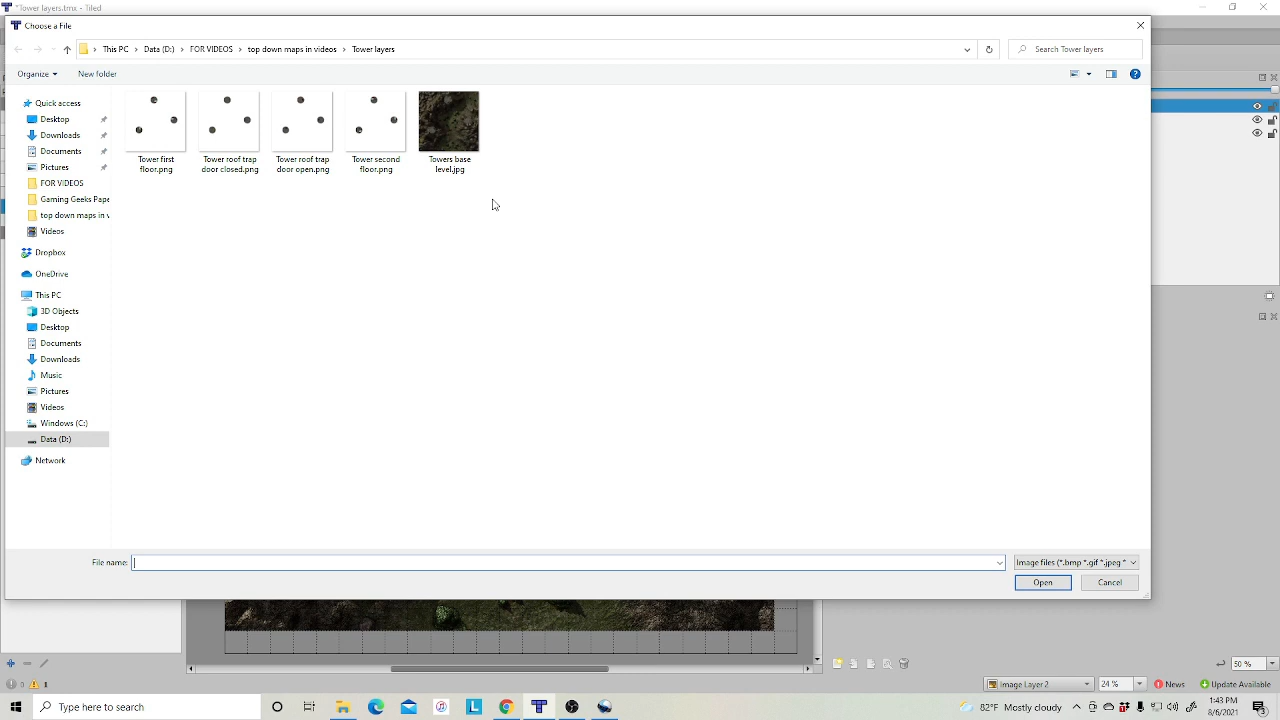 *Tower layers.tmx - Tiled
Choose a File
This PC > Data (D:) > FOR VIDEOS > top down maps in videos > Tower layers
Search Tower layers
Organize
New folder
Quick access
Desktop
Downloads
Documents
Pictures
FOR VIDEOS
Gaming Geeks Pape
top down maps in v
Videos
Dropbox
OneDrive
This PC
3D Objects
Desktop
Documents
Downloads
Music
Pictures
Videos
Windows (C:)
Data (D:)
Network
Tower first floor.png
Tower roof trap door closed.png
Tower roof trap door open.png
Tower second floor.png
Towers base level.jpg
File name:
Image files (*.bmp *.gif *.jpeg *
Open
Cancel
50 %
0 1
Image Layer 2
24 %
News
Update Available
Type here to search
82°F Mostly cloudy
1:43 PM
8/6/2021